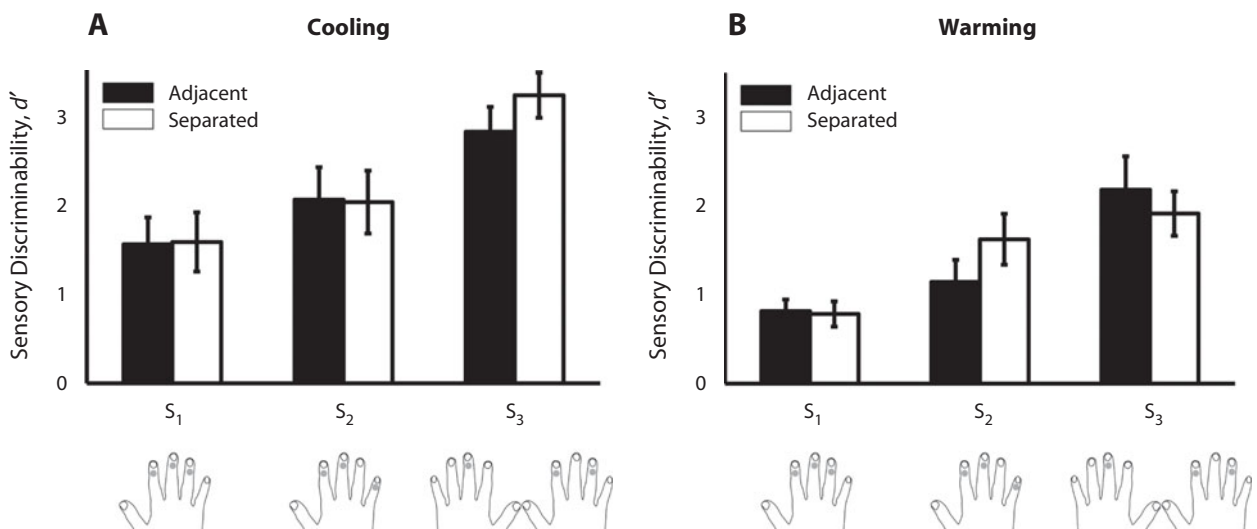 A
Cooling
Sensory Discriminability, d′
3
2
1
0
Adjacent
Separated
S₁
S₂
S₃
B
Warming
Sensory Discriminability, d′
3
2
1
0
Adjacent
Separated
S₁
S₂
S₃